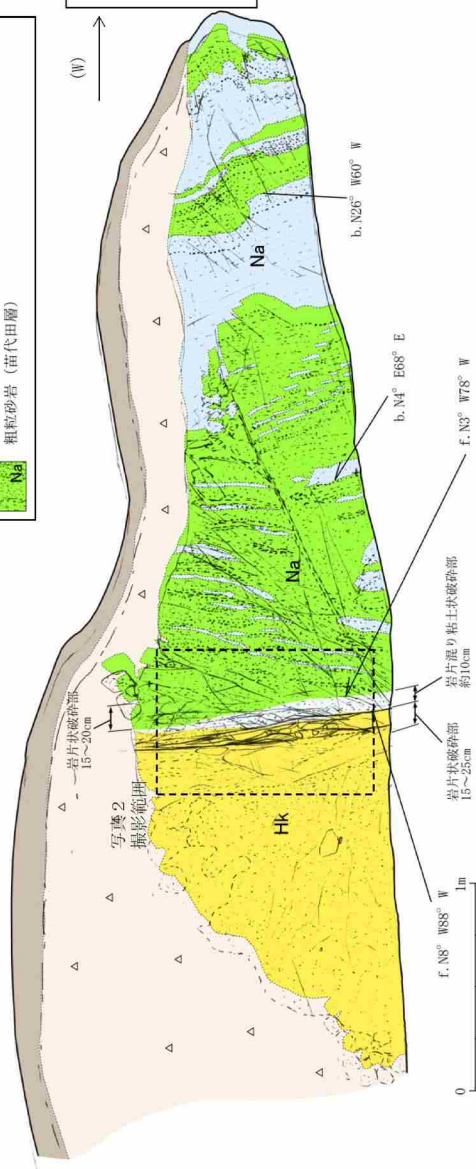 Na 粗粒砂岩 (苗代田層)
(W)
b. N26° W60° W
Na
b. N4° E68° E
Na
f. N3° W78° W
岩片混り粘土状破砕部
約10cm
岩片状破砕部
15～20cm
岩片状破砕部
15～25cm
写真2
撮影範囲
Hk
f. N8° W88° W
0 1m